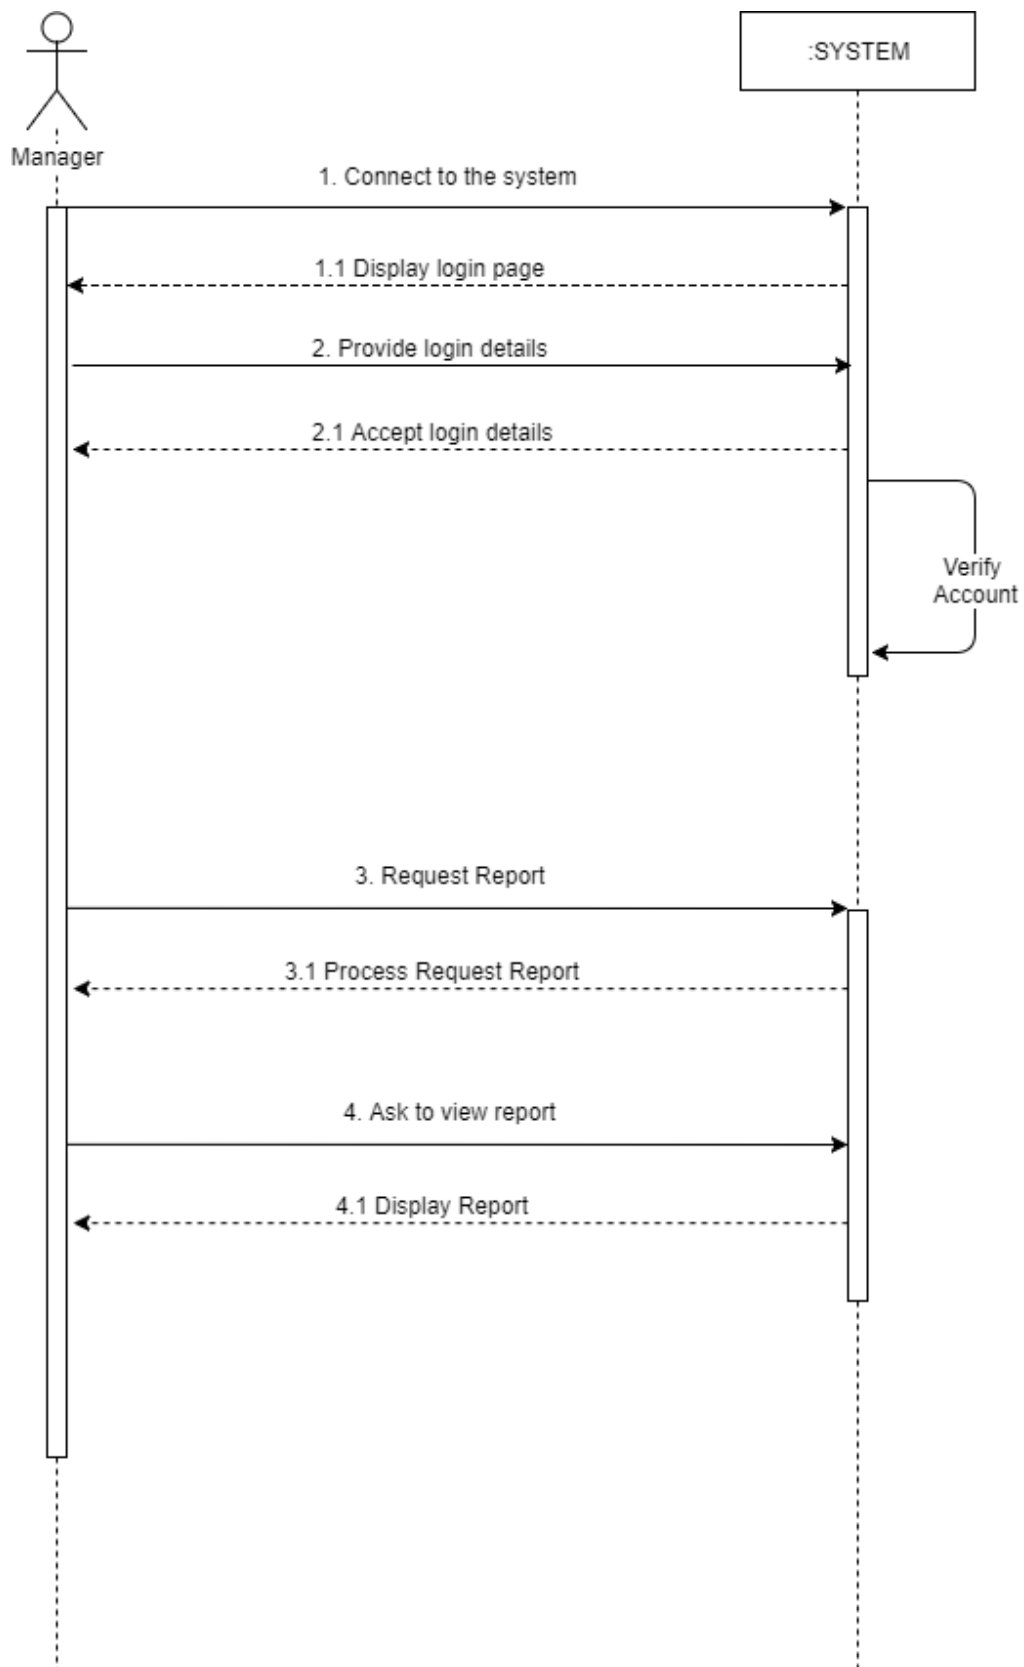 :SYSTEM
Manager
1. Connect to the system
1.1 Display login page
2. Provide login details
2.1 Accept login details
Verify
Account
3. Request Report
3.1 Process Request Report
4. Ask to view report
4.1 Display Report